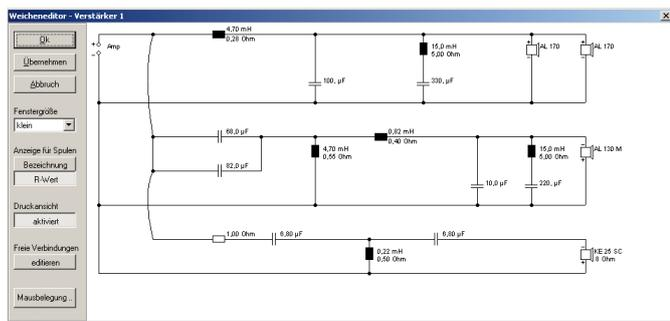 Weicheneditor - Verstärker 1
Ok
Übernehmen
Abbruch
Fenstergröße
klein
Anzeige für Spulen
Bezeichnung
R-Wert
Druckansicht
aktiviert
Freie Verbindungen
editieren
Mausbelegung ..
+
Amp
-
4,70 mH
0,28 Ohm
100, µF
15,0 mH
5,00 Ohm
330, µF
AL 170
AL 170
68,0 µF
82,0 µF
4,70 mH
0,55 Ohm
0,82 mH
0,40 Ohm
10,0 µF
15,0 mH
5,00 Ohm
220, µF
AL 130 M
1,00 Ohm
6,80 µF
0,22 mH
0,50 Ohm
6,80 µF
KE 25 SC
8 Ohm